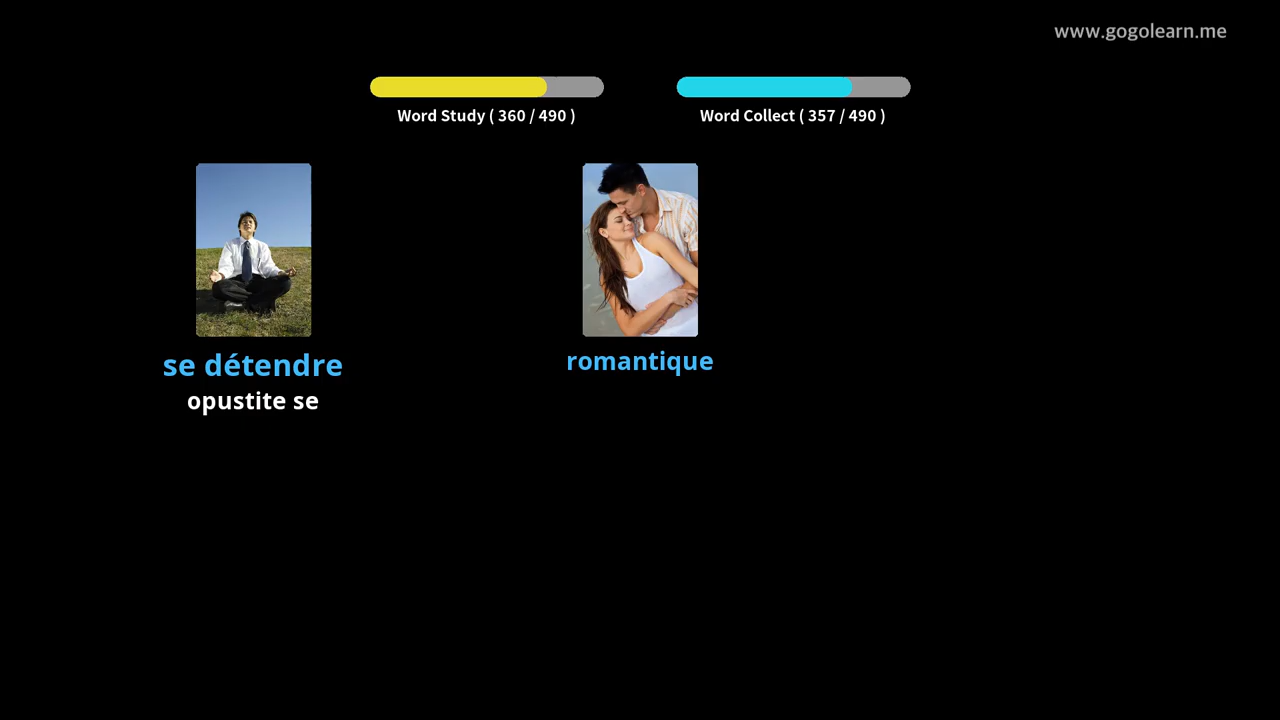 www.gogolearn.me
Word Study ( 360 / 490 )
Word Collect ( 357 / 490 )
se détendre
opustite se
romantique